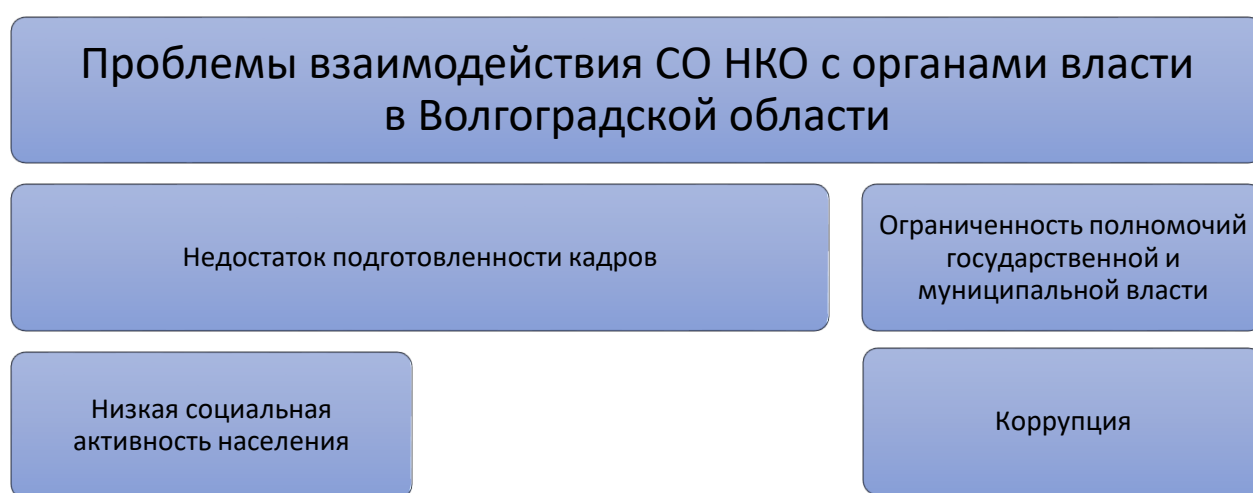 Проблемы взаимодействия СО НКО с органами власти
в Волгоградской области
Недостаток подготовленности кадров
Ограниченность полномочий
государственной и
муниципальной власти
Низкая социальная
активность населения
Коррупция